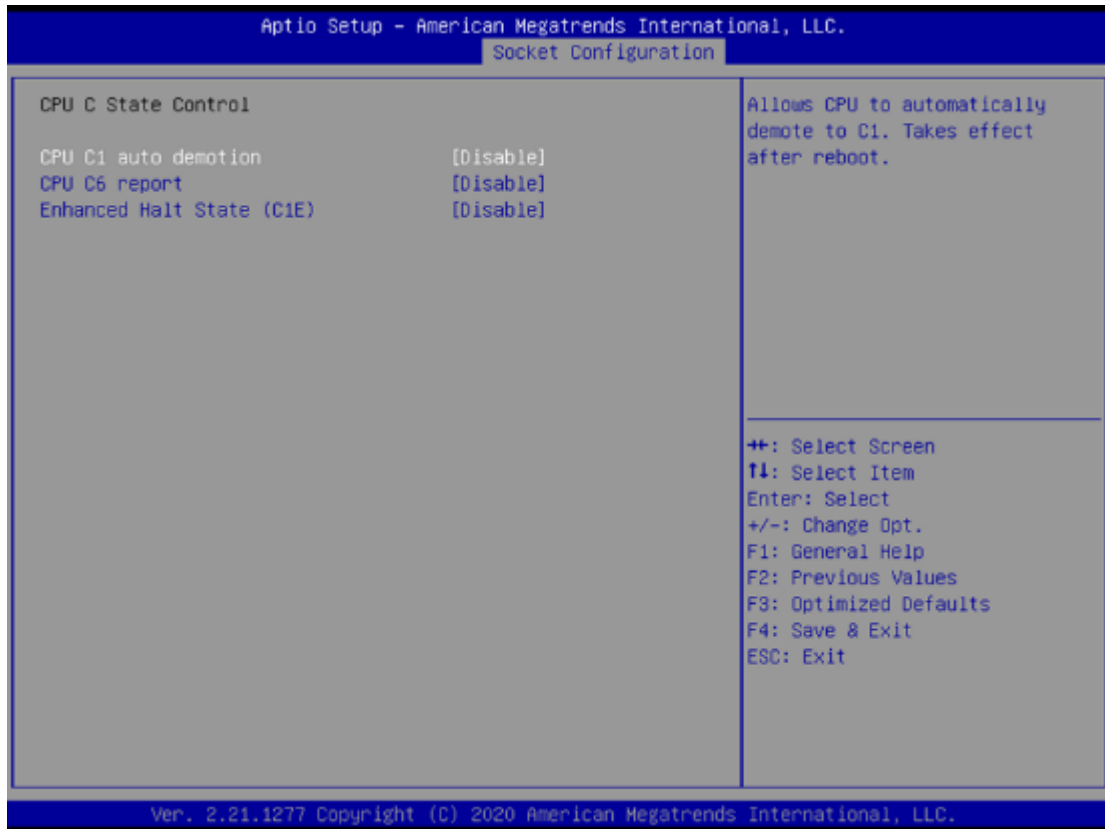 Aptio Setup – American Megatrends International, LLC.
Socket Configuration
CPU C State Control
CPU C1 auto demotion [Disable]
CPU C6 report [Disable]
Enhanced Halt State (C1E) [Disable]
Allows CPU to automatically
demote to C1. Takes effect
after reboot.
→←: Select Screen
↑↓: Select Item
Enter: Select
+/-: Change Opt.
F1: General Help
F2: Previous Values
F3: Optimized Defaults
F4: Save & Exit
ESC: Exit
Ver. 2.21.1277 Copyright (C) 2020 American Megatrends International, LLC.